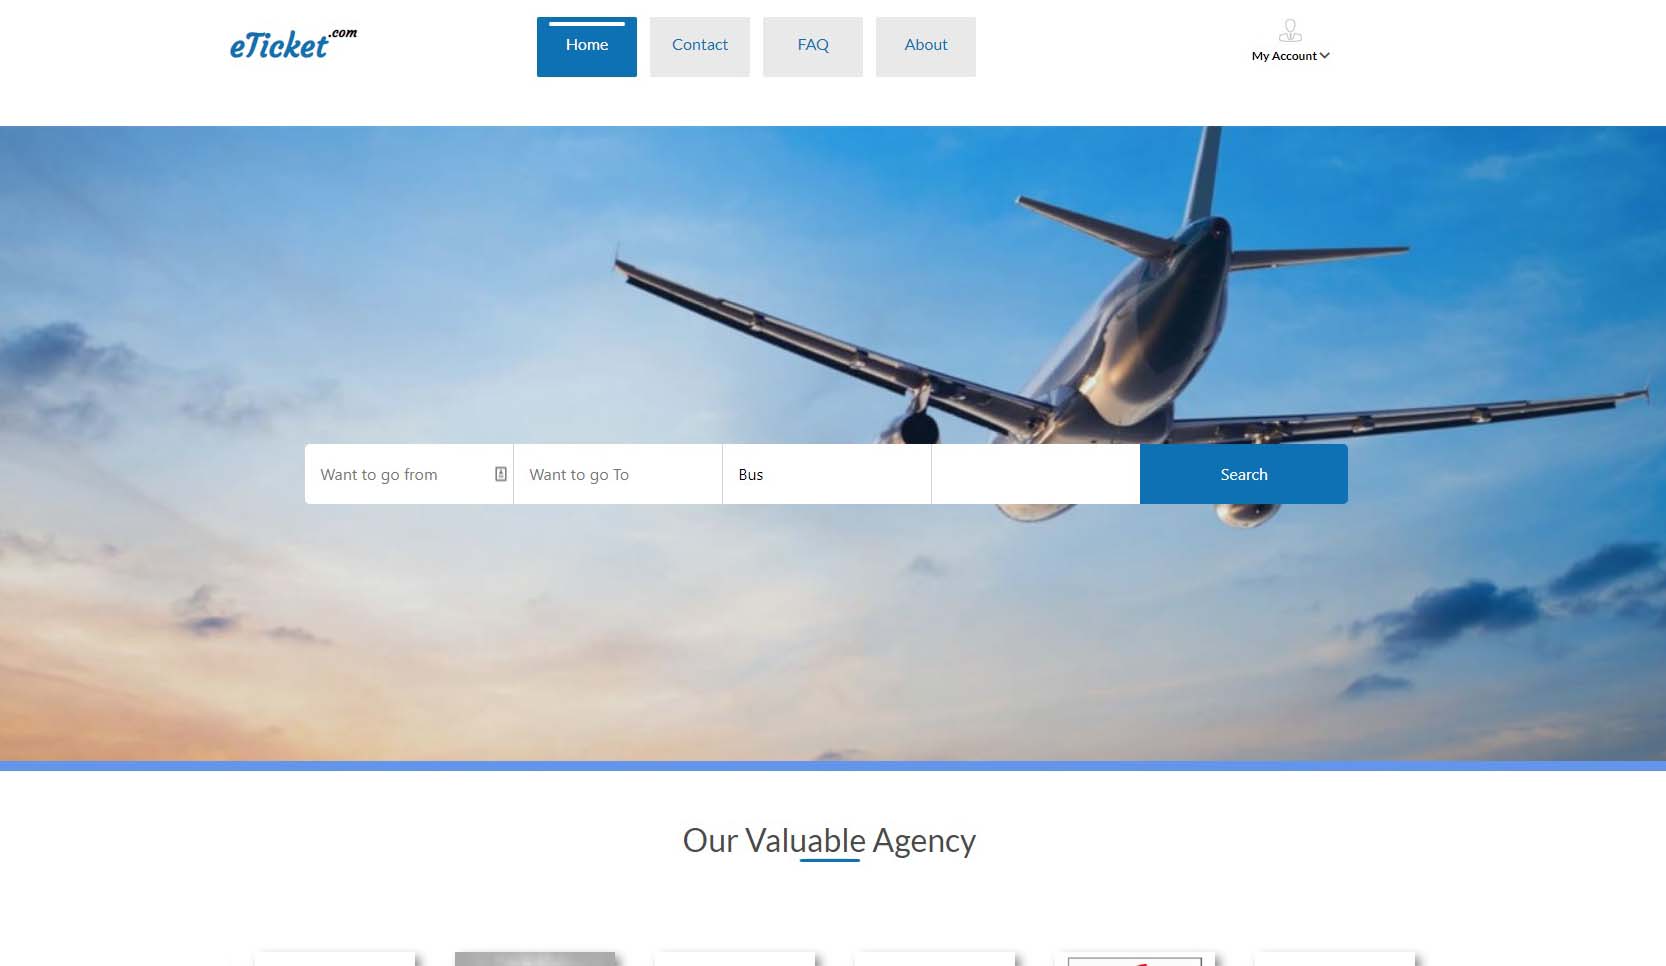 eTicket.com
Home
Contact
FAQ
About
My Account
Want to go from
Want to go To
Bus
Search
Our Valuable Agency